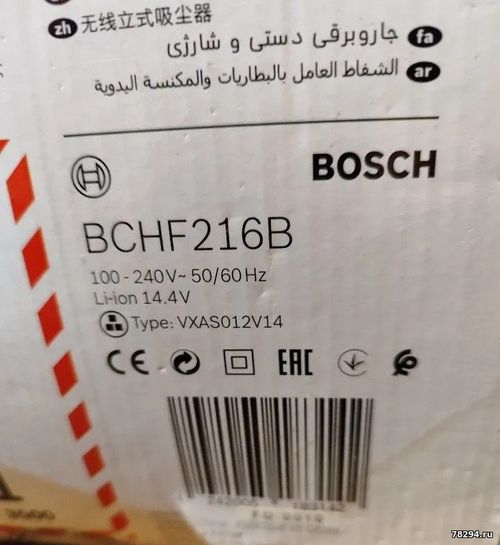 zh 无线立式吸尘器
جاروبرقی دستی و شارژی fa
الشفاط العامل بالبطاريات والمكنسة اليدوية ar
BOSCH
BCHF216B
100 - 240V~ 50/60 Hz
Li-ion 14.4V
Type: VXAS012V14
CE EAC
3000
78294.ru